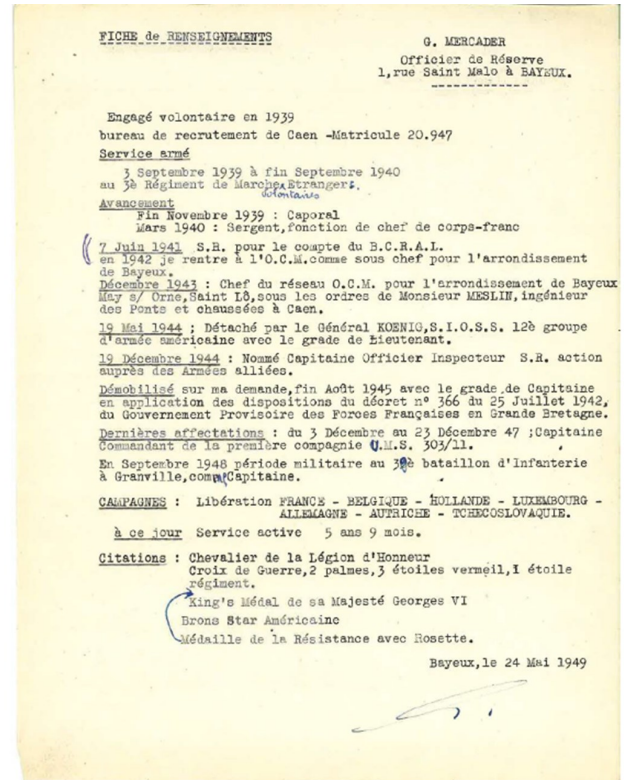 FICHE de RENSEIGNEMENTS
G. MERCADER
Officier de Réserve
1,rue Saint Malo à BAYEUX.
Engagé volontaire en 1939
bureau de recrutement de Caen -Matricule 20.947
Service armé
3 Septembre 1939 à fin Septembre 1940
au 3è Régiment de Marche Etrangers.
volontaires
Avancement
Fin Novembre 1939 : Caporal
Mars 1940 : Sergent,fonction de chef de corps-franc
7 Juin 1941 S.R. pour le compte du B.C.R.A.L.
en 1942 je rentre à l'O.C.M.comme sous chef pour l'arrondissement
de Bayeux.
Décembre 1943 : Chef du réseau O.C.M. pour l'arrondissement de Bayeux
May s/ Orne,Saint Lô,sous les ordres de Monsieur MESLIN,ingénieur
des Ponts et chaussées à Caen.
19 Mai 1944 ; Détaché par le Général KOENIG,S.I.O.S.S. 12è groupe
d'armée américaine avec le grade de Lieutenant.
19 Décembre 1944 : Nommé Capitaine Officier Inspecteur S.R. action
auprès des Armées alliées.
Démobilisé sur ma demande,fin Août 1945 avec le grade de Capitaine
en application des dispositions du décret n° 366 du 25 Juillet 1942,
du Gouvernement Provisoire des Forces Françaises en Grande Bretagne.
Dernières affectations : du 3 Décembre au 23 Décembre 47 ;Capitaine
Commandant de la première compagnie U.M.S. 303/11.
En Septembre 1948 période militaire au bataillon d'Infanterie
à Granville,comme Capitaine.
CAMPAGNES : Libération FRANCE - BELGIQUE - HOLLANDE - LUXEMBOURG -
ALLEMAGNE - AUTRICHE - TCHECOSLOVAQUIE.
à ce jour Service active 5 ans 9 mois.
Citations : Chevalier de la Légion d'Honneur
Croix de Guerre,2 palmes,3 étoiles vermeil,1 étoile
régiment.
King's Médal de sa Majesté Georges VI
Brons Star Américaine
Médaille de la Résistance avec Rosette.
Bayeux,le 24 Mai 1949